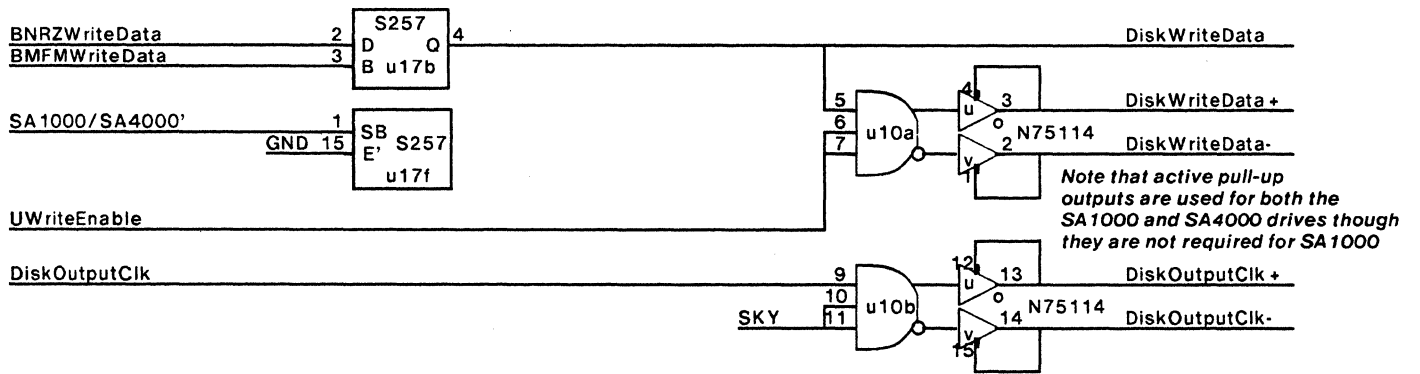 S257
BNRZWriteData 2 D Q 4 DiskWriteData
BMFMWriteData 3 B u17b
4
5 u 3 DiskWriteData+
SA1000/SA4000' 1 SB 6 u10a N75114
GND 15 E' S257 7 2 DiskWriteData-
u17f v
1
Note that active pull-up
outputs are used for both the
SA1000 and SA4000 drives though
they are not required for SA1000
UWriteEnable
12
DiskOutputClk 9 u 13 DiskOutputClk+
10 u10b N75114
SKY 11 14 DiskOutputClk-
v
15